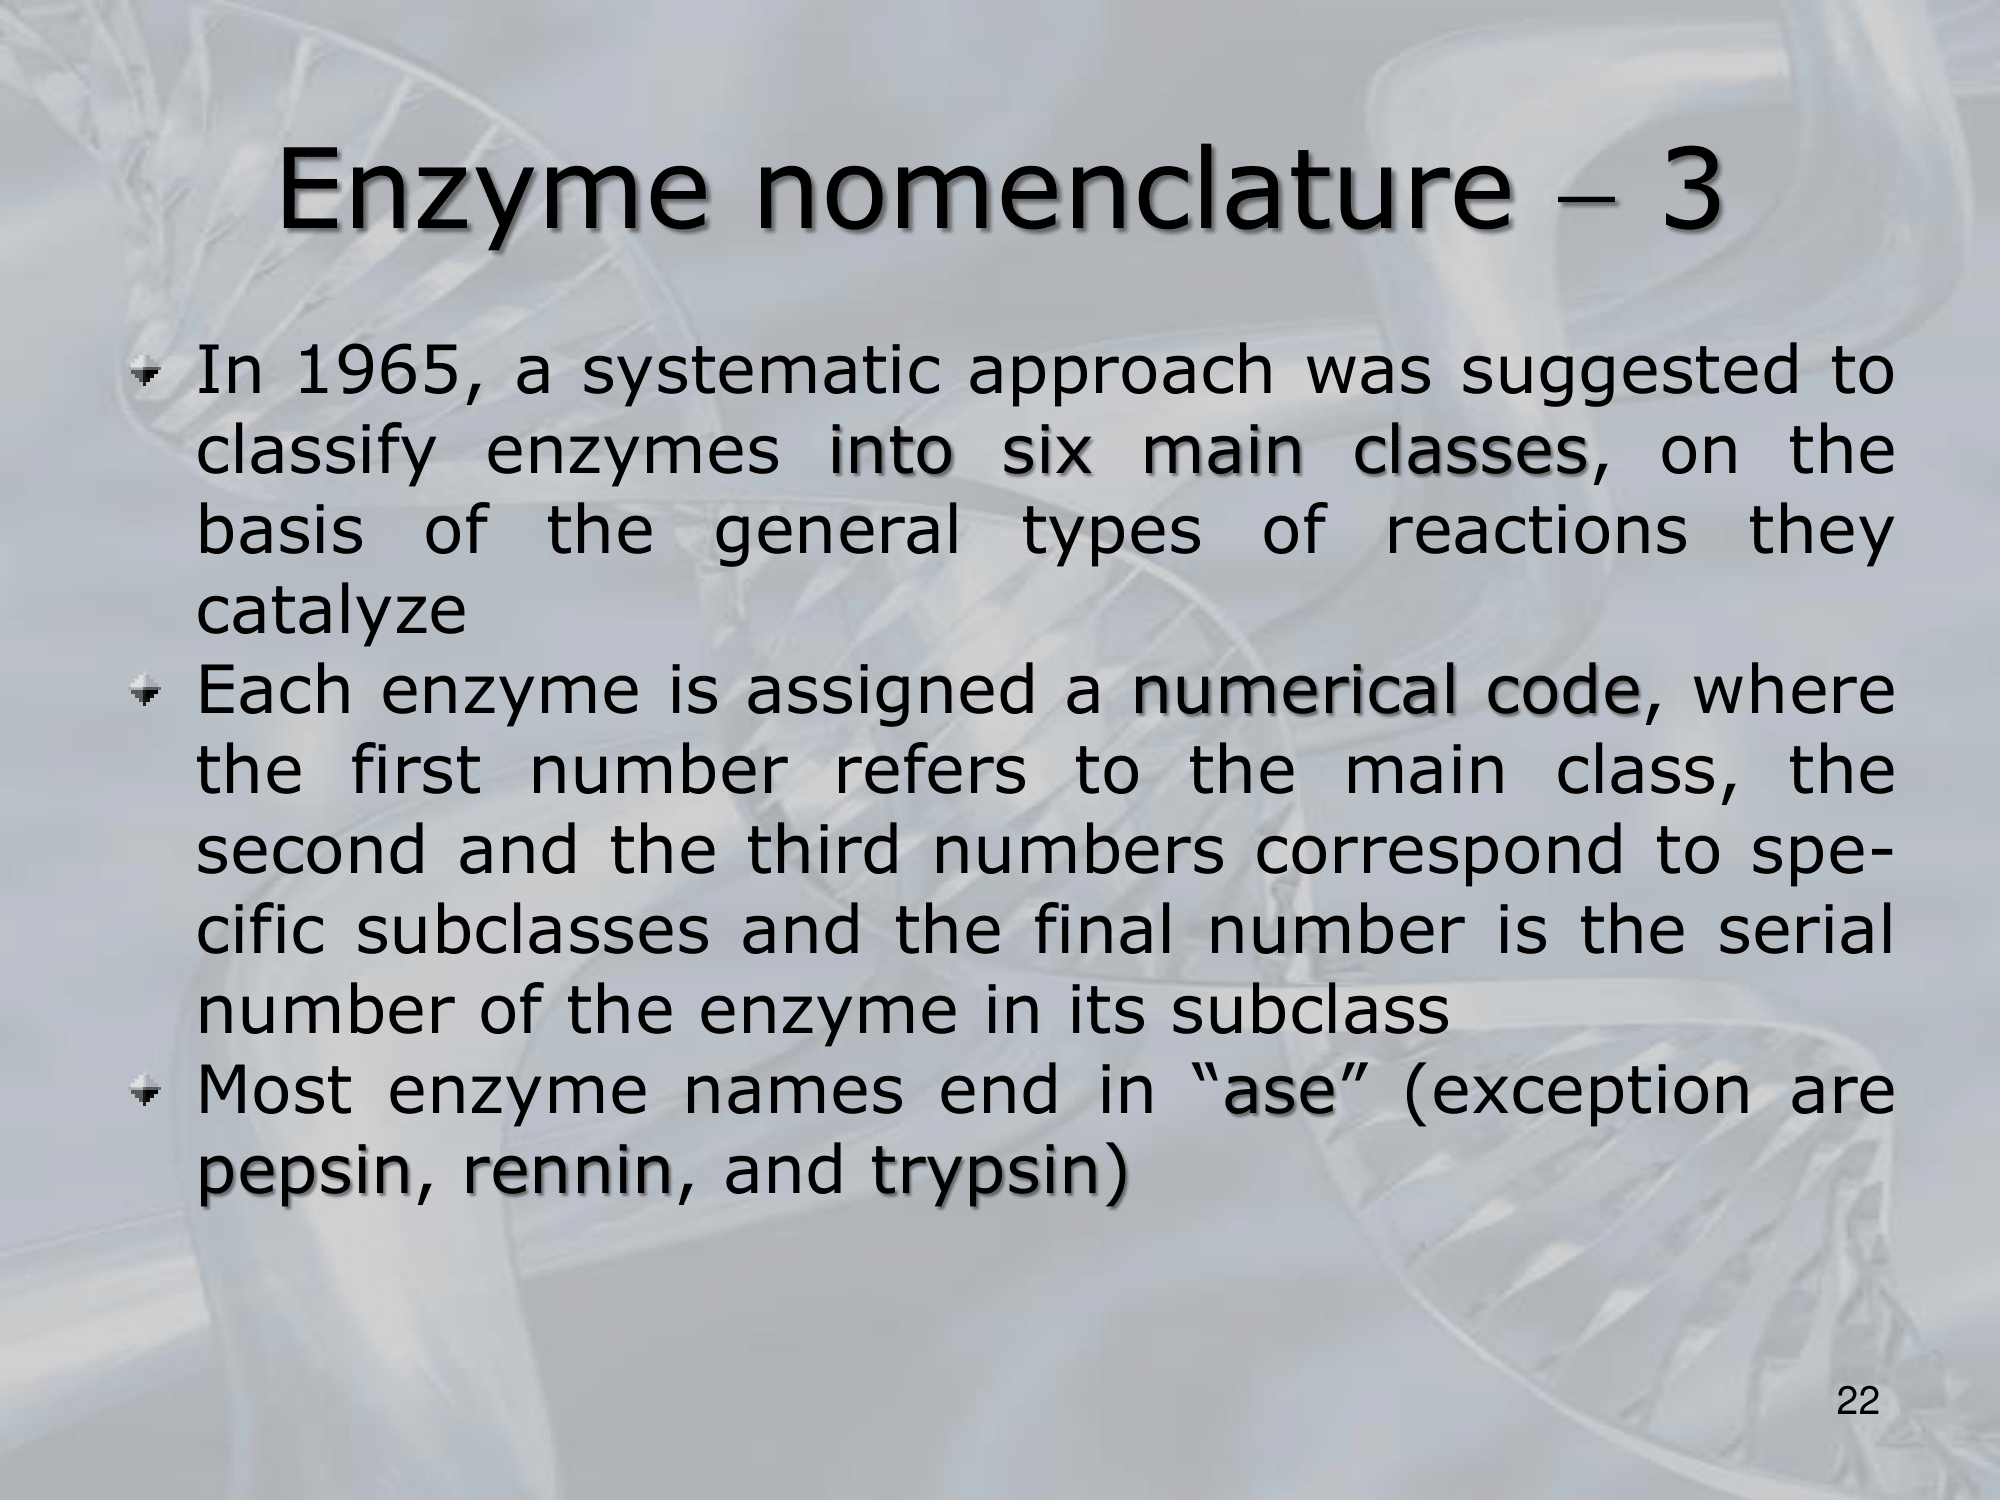 Enzyme nomenclature – 3
In 1965, a systematic approach was suggested to
classify enzymes into six main classes, on the
basis of the general types of reactions they
catalyze
Each enzyme is assigned a numerical code, where
the first number refers to the main class, the
second and the third numbers correspond to spe-
cific subclasses and the final number is the serial
number of the enzyme in its subclass
Most enzyme names end in “ase” (exception are
pepsin, rennin, and trypsin)
22